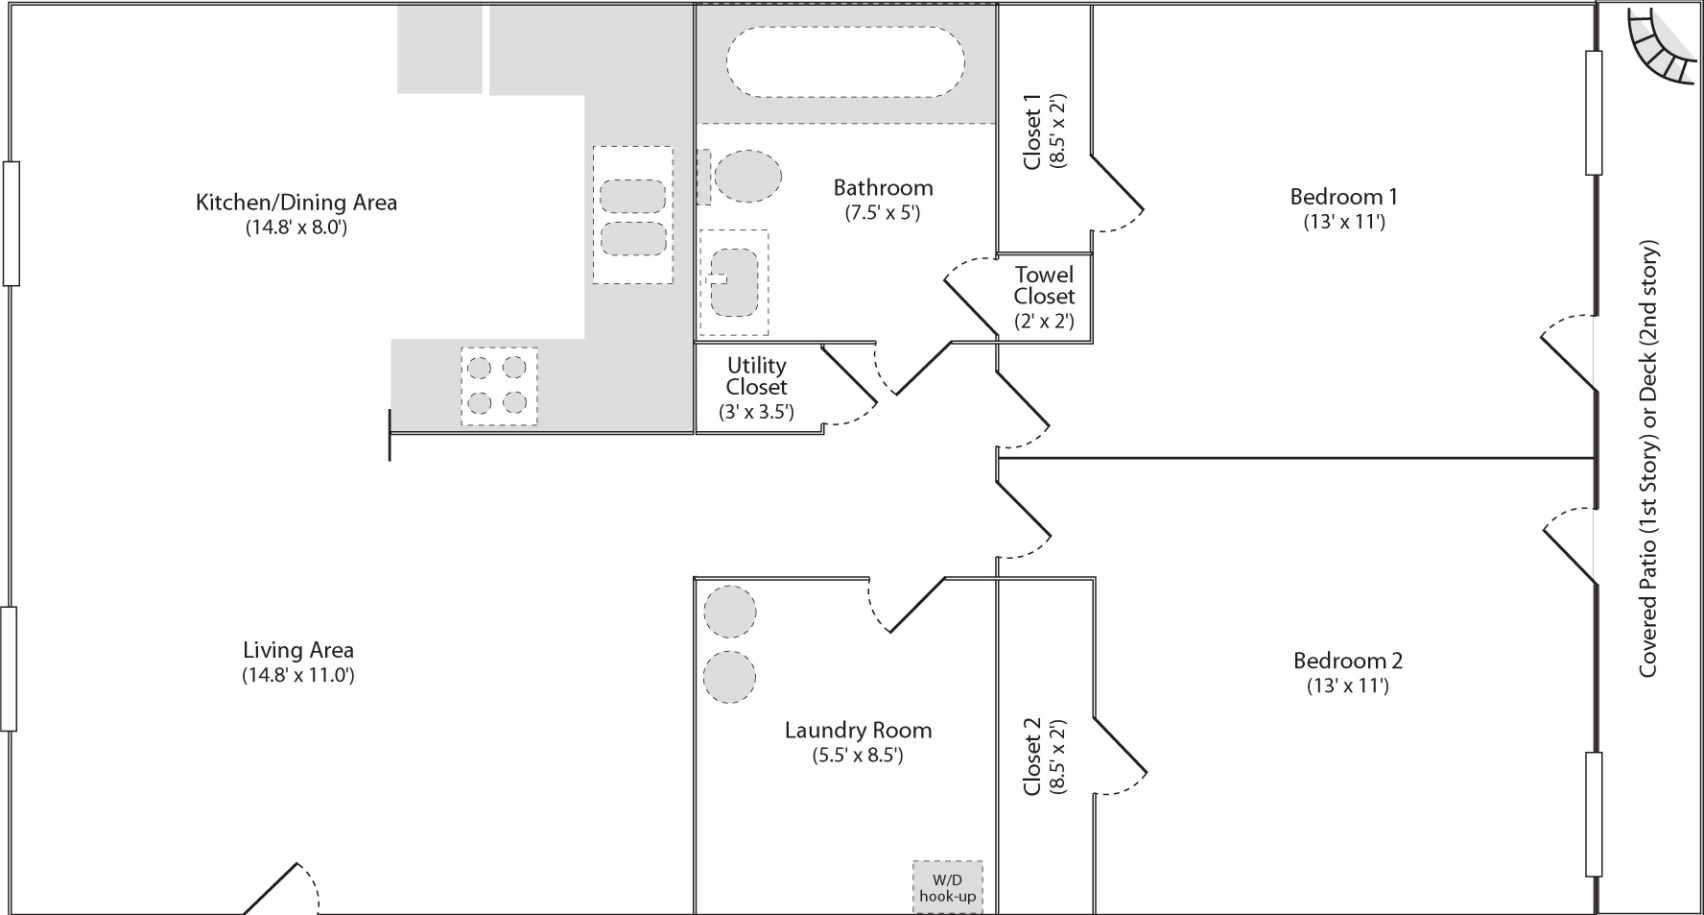 Kitchen/Dining Area
(14.8' x 8.0')
Bathroom
(7.5' x 5')
Closet 1
(8.5' x 2')
Bedroom 1
(13' x 11')
Towel
Closet
(2' x 2')
Utility
Closet
(3' x 3.5')
Covered Patio (1st Story) or Deck (2nd story)
Living Area
(14.8' x 11.0')
Laundry Room
(5.5' x 8.5')
Closet 2
(8.5' x 2')
Bedroom 2
(13' x 11')
W/D
hook-up